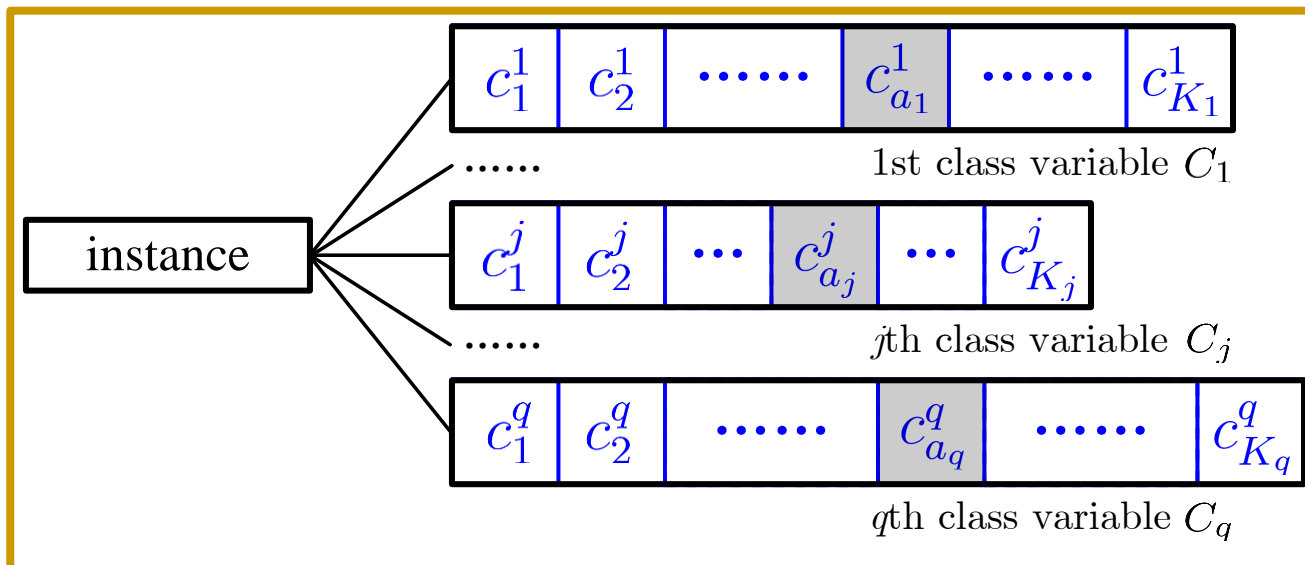 c_1^1 c_2^1 ······ c_{a_1}^1 ······ c_{K_1}^1
1st class variable C_1
······
instance
c_1^j c_2^j ··· c_{a_j}^j ··· c_{K_j}^j
······
jth class variable C_j
c_1^q c_2^q ······ c_{a_q}^q ······ c_{K_q}^q
qth class variable C_q